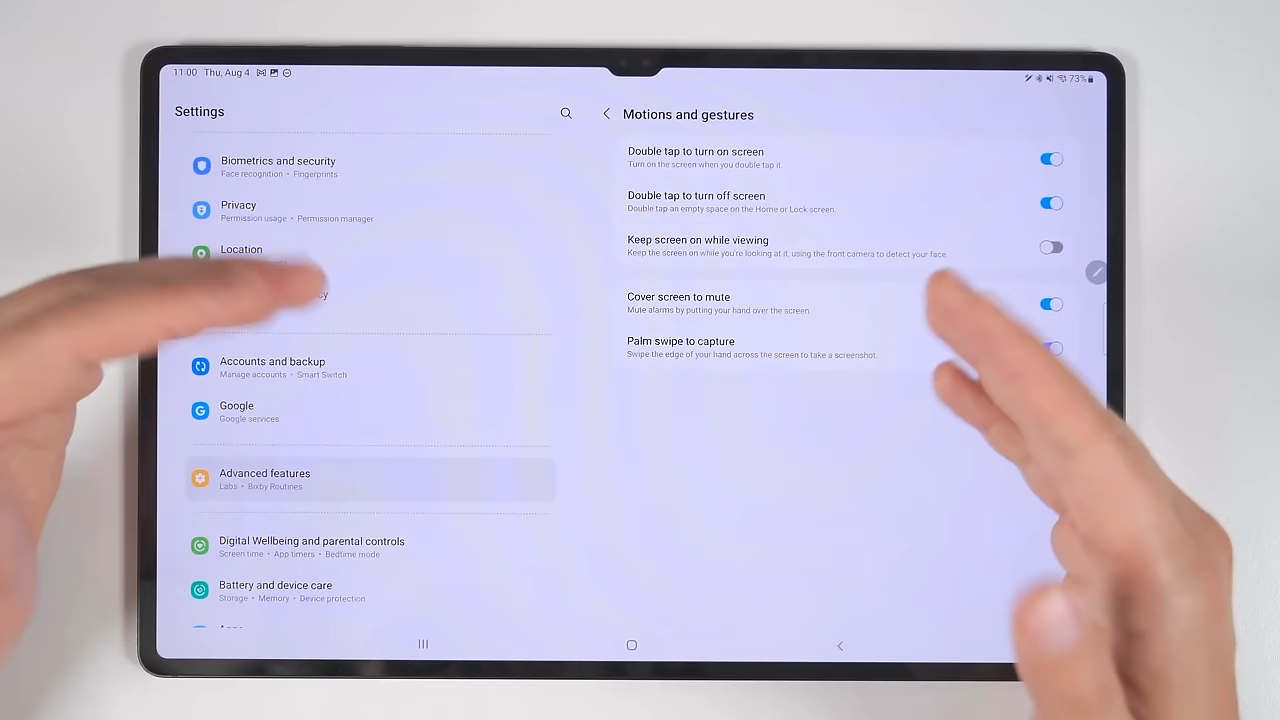 11:00 Thu, Aug 4
73%
Settings
Biometrics and security
Face recognition • Fingerprints
Privacy
Permission usage • Permission manager
Location
Accounts and backup
Manage accounts • Smart Switch
Google
Google services
Advanced features
Labs • Bixby Routines
Digital Wellbeing and parental controls
Screen time • App timers • Bedtime mode
Battery and device care
Storage • Memory • Device protection
Motions and gestures
Double tap to turn on screen
Turn on the screen when you double tap it.
Double tap to turn off screen
Double tap an empty space on the Home or Lock screen.
Keep screen on while viewing
Keep the screen on while you're looking at it, using the front camera to detect your face.
Cover screen to mute
Mute alarms by putting your hand over the screen.
Palm swipe to capture
Swipe the edge of your hand across the screen to take a screenshot.